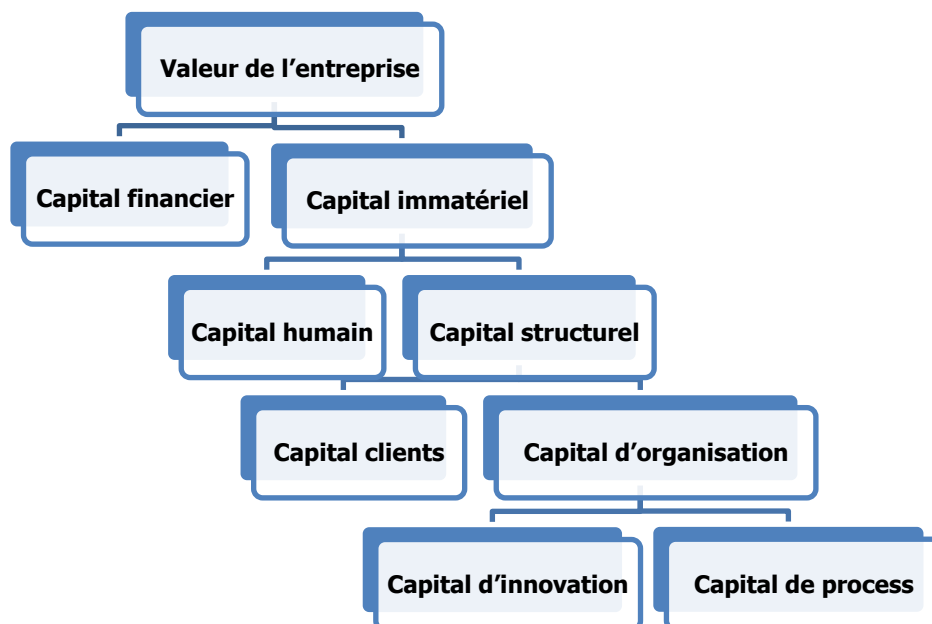 Valeur de l’entreprise
Capital financier
Capital immatériel
Capital humain
Capital structurel
Capital clients
Capital d’organisation
Capital d’innovation
Capital de process